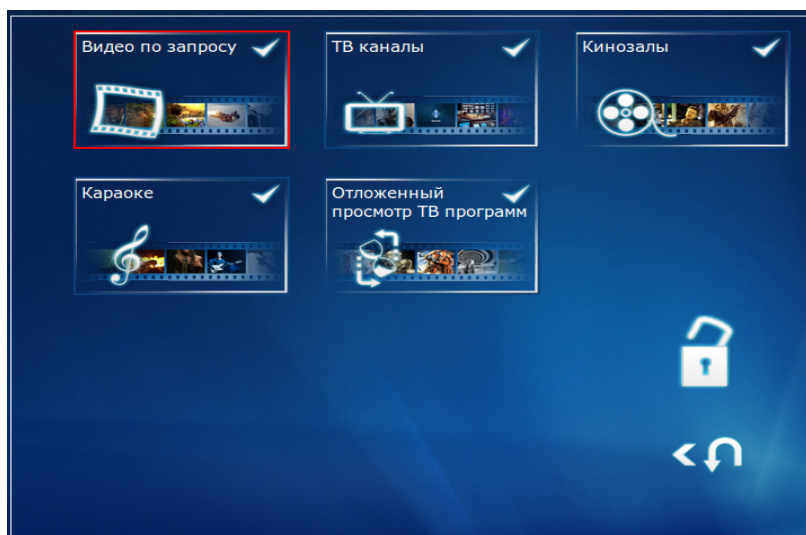 Видео по запросу
ТВ каналы
Кинозалы
Караоке
Отложенный
просмотр ТВ программ